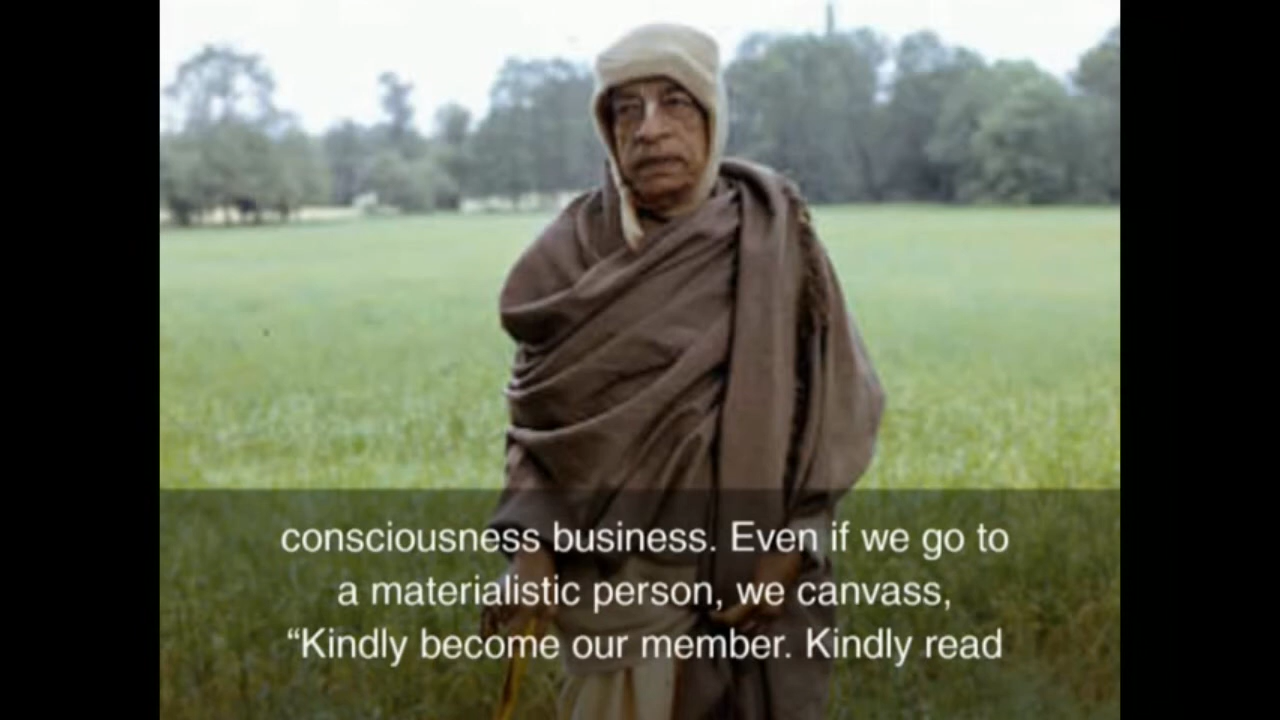 consciousness business. Even if we go to
a materialistic person, we canvass,
“Kindly become our member. Kindly read